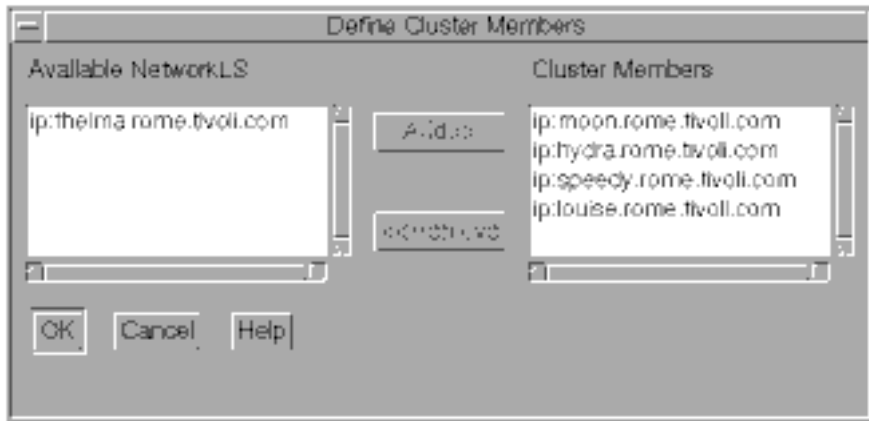 Define Cluster Members
Available NetworkLS
Cluster Members
ip:thelma.rome.tivoli.com
ip:moon.rome.tivoli.com
ip:hydra.rome.tivoli.com
ip:speedy.rome.tivoli.com
ip:louise.rome.tivoli.com
OK
Cancel
Help